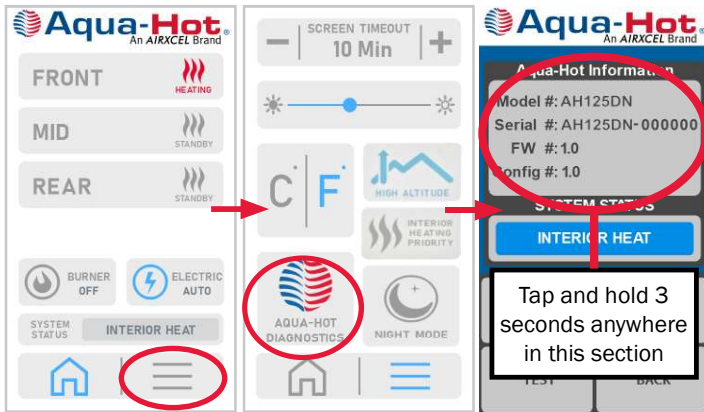 Aqua-Hot.
An AIRXCEL Brand
FRONT
HEATING
MID
STANDBY
REAR
STANDBY
BURNER
OFF
ELECTRIC
AUTO
SYSTEM
STATUS
INTERIOR HEAT
SCREEN TIMEOUT
10 Min
C
F
HIGH ALTITUDE
INTERIOR
HEATING
PRIORITY
AQUA-HOT
DIAGNOSTICS
NIGHT MODE
Aqua-Hot.
An AIRXCEL Brand
Aqua-Hot Information
Model #: AH125DN
Serial #: AH125DN-000000
FW #: 1.0
Config #: 1.0
SYSTEM STATUS
INTERIOR HEAT
Tap and hold 3
seconds anywhere
in this section
TEST
BACK